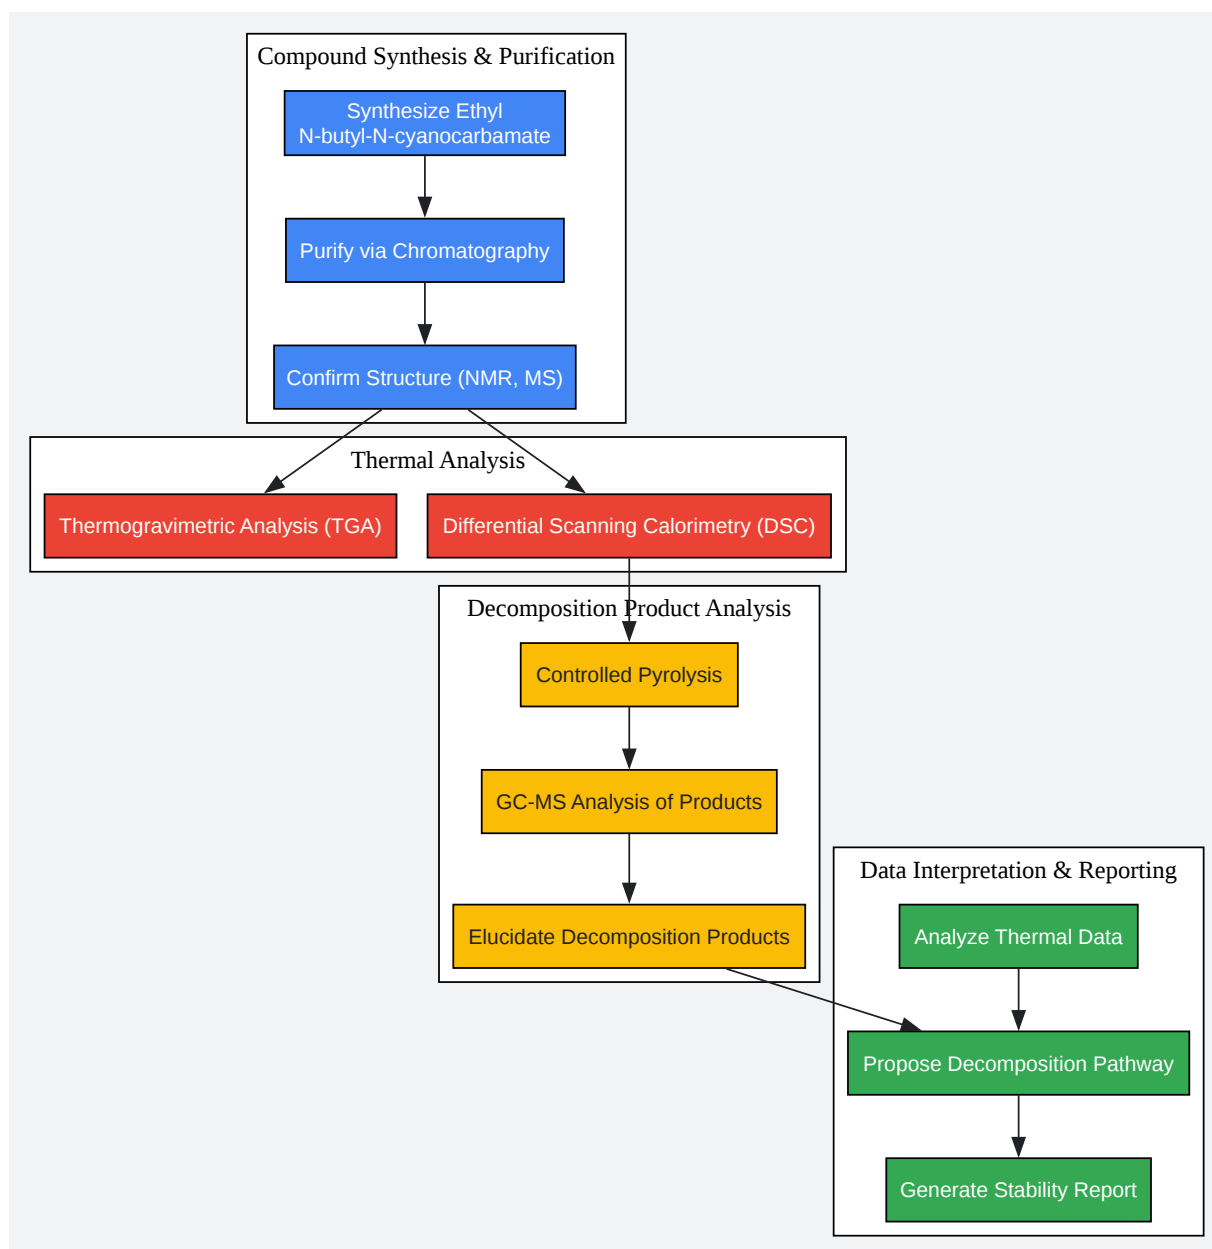 Compound Synthesis & Purification
Synthesize Ethyl
N-butyl-N-cyanocarbamate
Purify via Chromatography
Confirm Structure (NMR, MS)
Thermal Analysis
Thermogravimetric Analysis (TGA)
Differential Scanning Calorimetry (DSC)
Decomposition Product Analysis
Controlled Pyrolysis
GC-MS Analysis of Products
Elucidate Decomposition Products
Data Interpretation & Reporting
Analyze Thermal Data
Propose Decomposition Pathway
Generate Stability Report